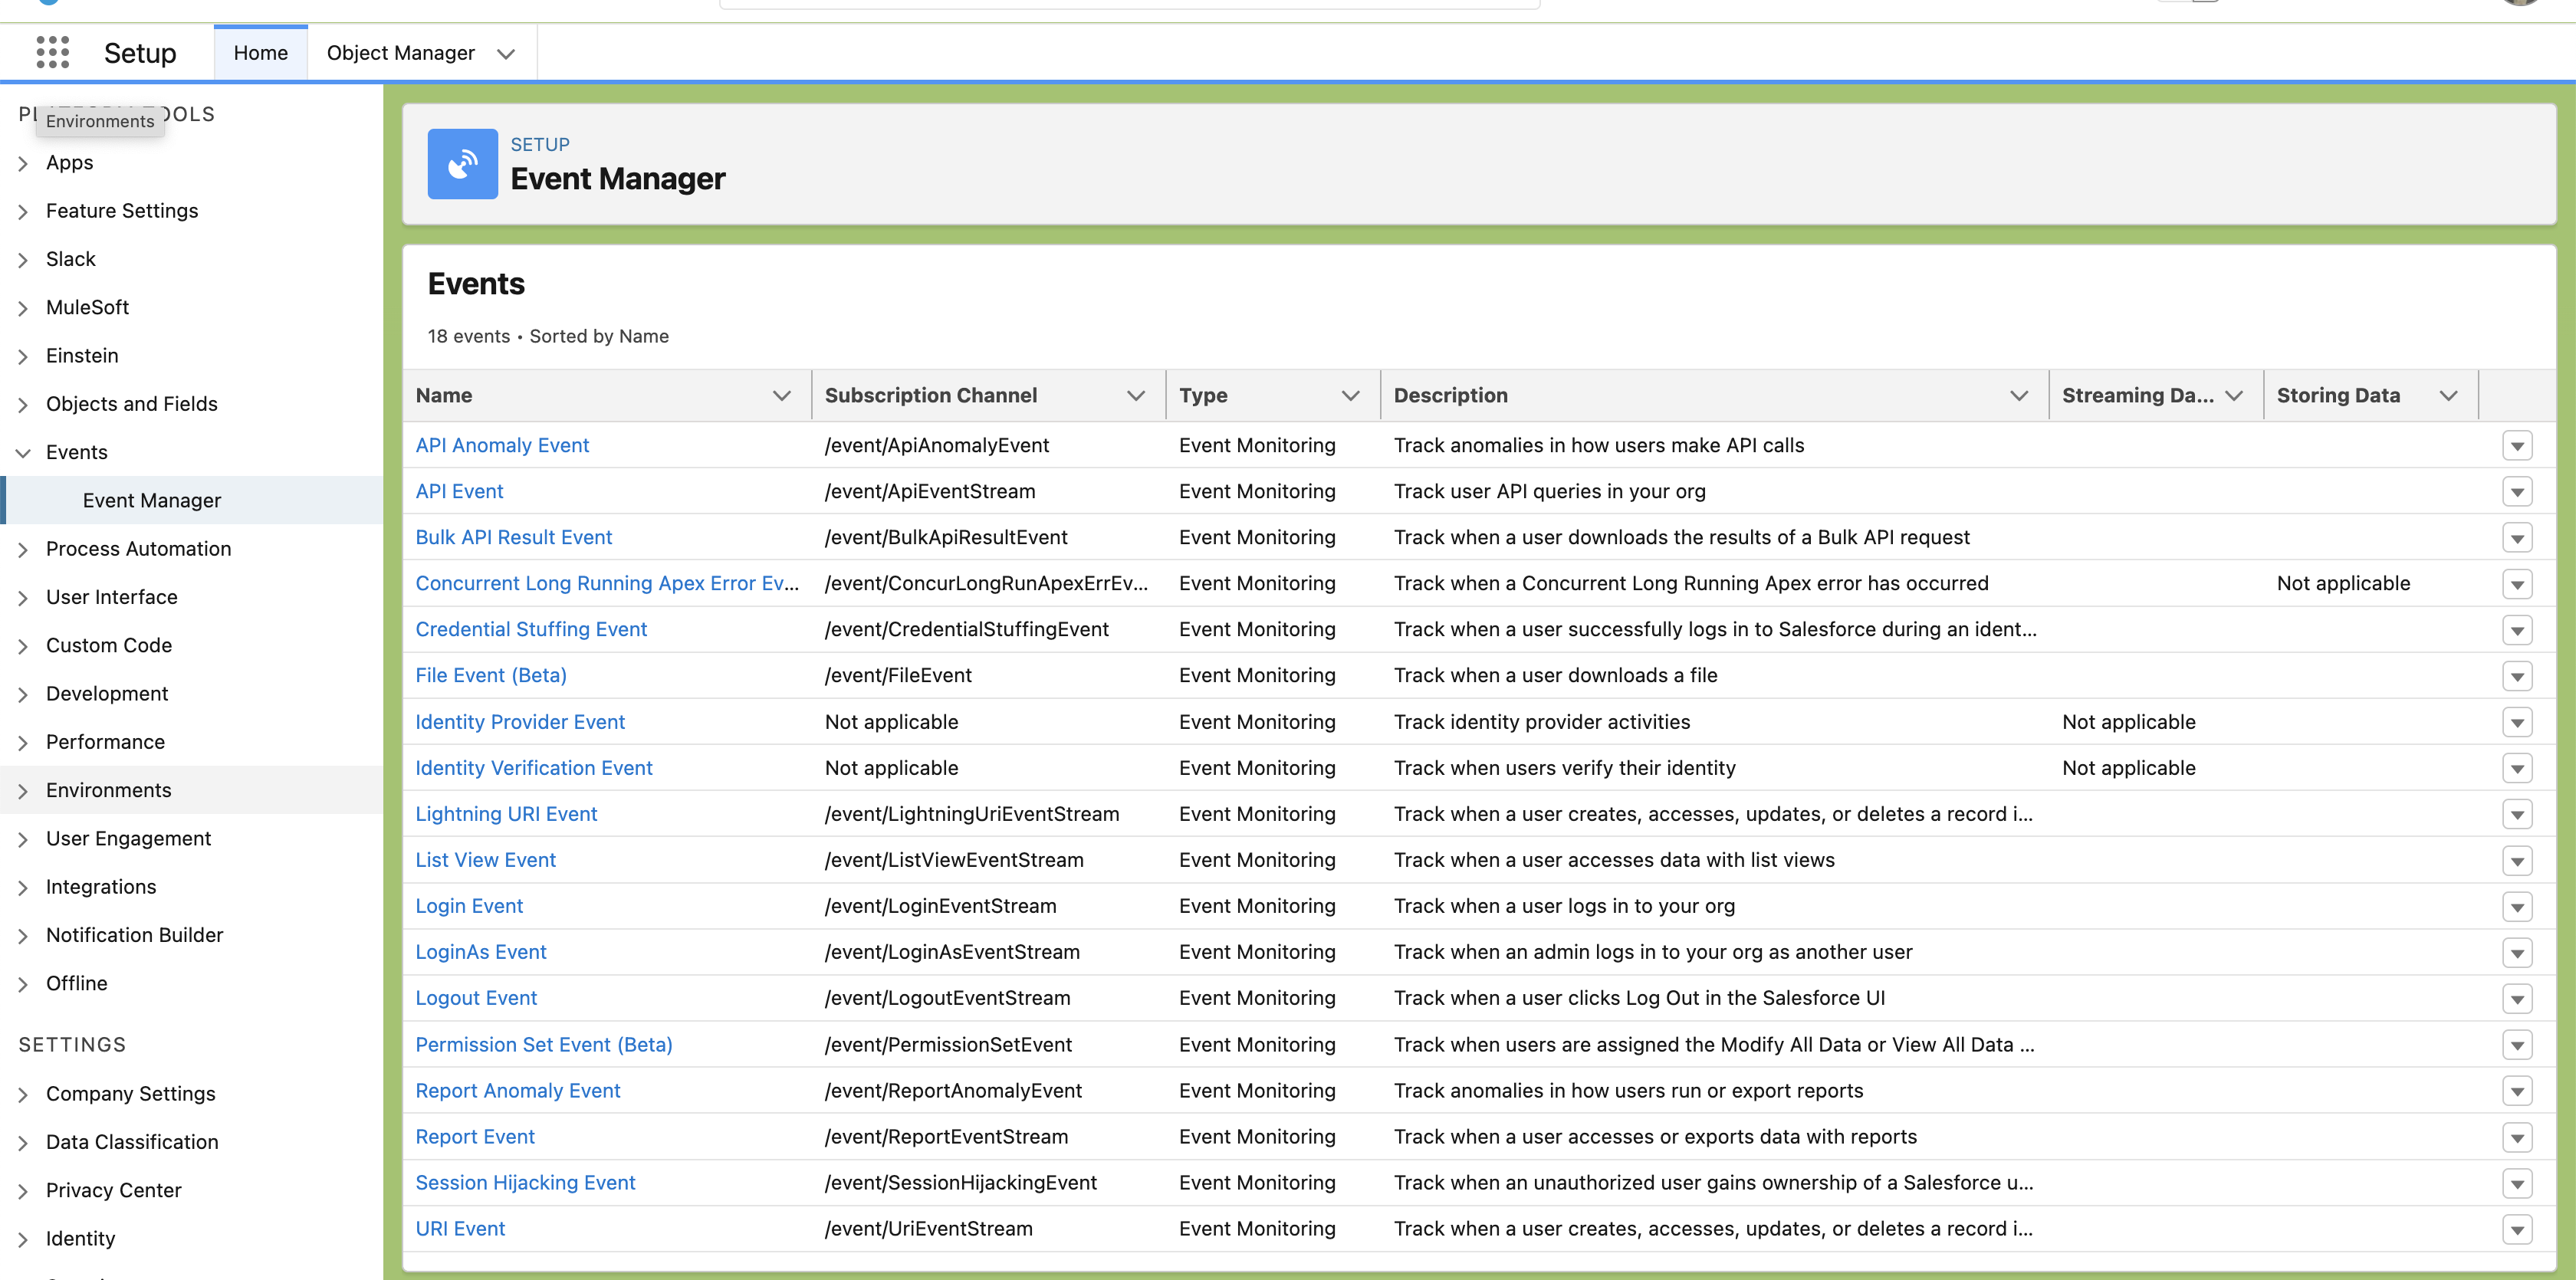 Setup
Home
Object Manager
Environments
Apps
Feature Settings
Slack
MuleSoft
Einstein
Objects and Fields
Events
Event Manager
Process Automation
User Interface
Custom Code
Development
Performance
Environments
User Engagement
Integrations
Notification Builder
Offline
SETTINGS
Company Settings
Data Classification
Privacy Center
Identity
SETUP
Event Manager
Events
18 events • Sorted by Name
Name Subscription Channel Type Description Streaming Da... Storing Data
API Anomaly Event /event/ApiAnomalyEvent Event Monitoring Track anomalies in how users make API calls
API Event /event/ApiEventStream Event Monitoring Track user API queries in your org
Bulk API Result Event /event/BulkApiResultEvent Event Monitoring Track when a user downloads the results of a Bulk API request
Concurrent Long Running Apex Error Ev... /event/ConcurLongRunApexErrEv... Event Monitoring Track when a Concurrent Long Running Apex error has occurred Not applicable
Credential Stuffing Event /event/CredentialStuffingEvent Event Monitoring Track when a user successfully logs in to Salesforce during an ident...
File Event (Beta) /event/FileEvent Event Monitoring Track when a user downloads a file
Identity Provider Event Not applicable Event Monitoring Track identity provider activities Not applicable
Identity Verification Event Not applicable Event Monitoring Track when users verify their identity Not applicable
Lightning URI Event /event/LightningUriEventStream Event Monitoring Track when a user creates, accesses, updates, or deletes a record i...
List View Event /event/ListViewEventStream Event Monitoring Track when a user accesses data with list views
Login Event /event/LoginEventStream Event Monitoring Track when a user logs in to your org
LoginAs Event /event/LoginAsEventStream Event Monitoring Track when an admin logs in to your org as another user
Logout Event /event/LogoutEventStream Event Monitoring Track when a user clicks Log Out in the Salesforce UI
Permission Set Event (Beta) /event/PermissionSetEvent Event Monitoring Track when users are assigned the Modify All Data or View All Data ...
Report Anomaly Event /event/ReportAnomalyEvent Event Monitoring Track anomalies in how users run or export reports
Report Event /event/ReportEventStream Event Monitoring Track when a user accesses or exports data with reports
Session Hijacking Event /event/SessionHijackingEvent Event Monitoring Track when an unauthorized user gains ownership of a Salesforce u...
URI Event /event/UriEventStream Event Monitoring Track when a user creates, accesses, updates, or deletes a record i...